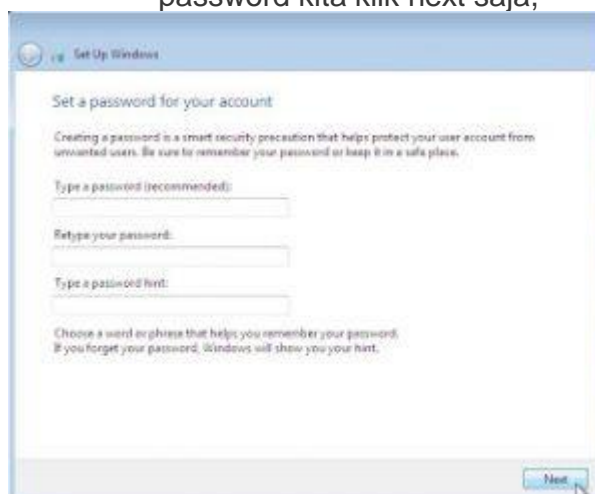 password kita klik next saja,
Set Up Windows
Set a password for your account
Creating a password is a smart security precaution that helps protect your user account from
unwanted users. Be sure to remember your password or keep it in a safe place.
Type a password (recommended):
Retype your password:
Type a password hint:
Choose a word or phrase that helps you remember your password.
If you forget your password, Windows will show you your hint.
Next